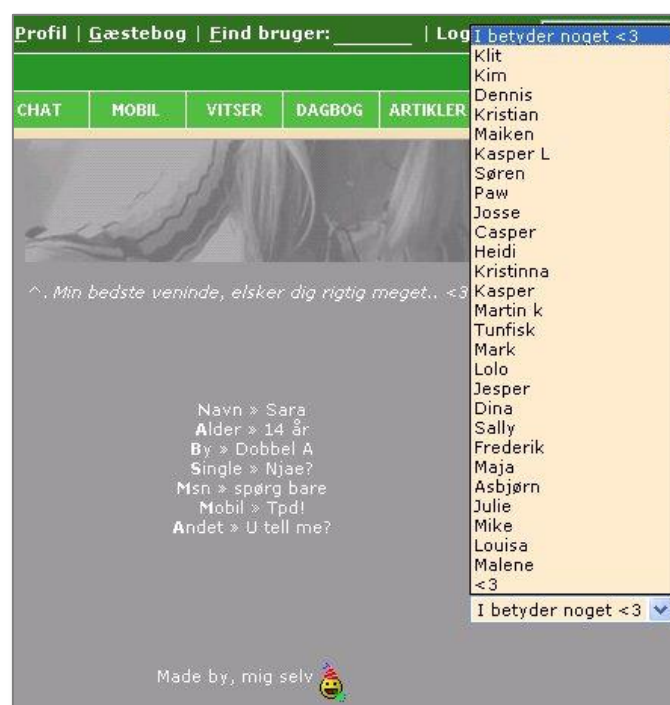 Profil | Gæstebog | Find bruger: | Log
CHAT MOBIL VITSER DAGBOG ARTIKLER
^. Min bedste veninde, elsker dig rigtig meget.. <3
Navn » Sara
Alder » 14 år
By » Dobbel A
Single » Njae?
Msn » spørg bare
Mobil » Tpd!
Andet » U tell me?
Made by, mig selv
I betyder noget <3
Klit
Kim
Dennis
Kristian
Maiken
Kasper L
Søren
Paw
Josse
Casper
Heidi
Kristinna
Kasper
Martin k
Tunfisk
Mark
Lolo
Jesper
Dina
Sally
Frederik
Maja
Asbjørn
Julie
Mike
Louisa
Malene
<3
I betyder noget <3